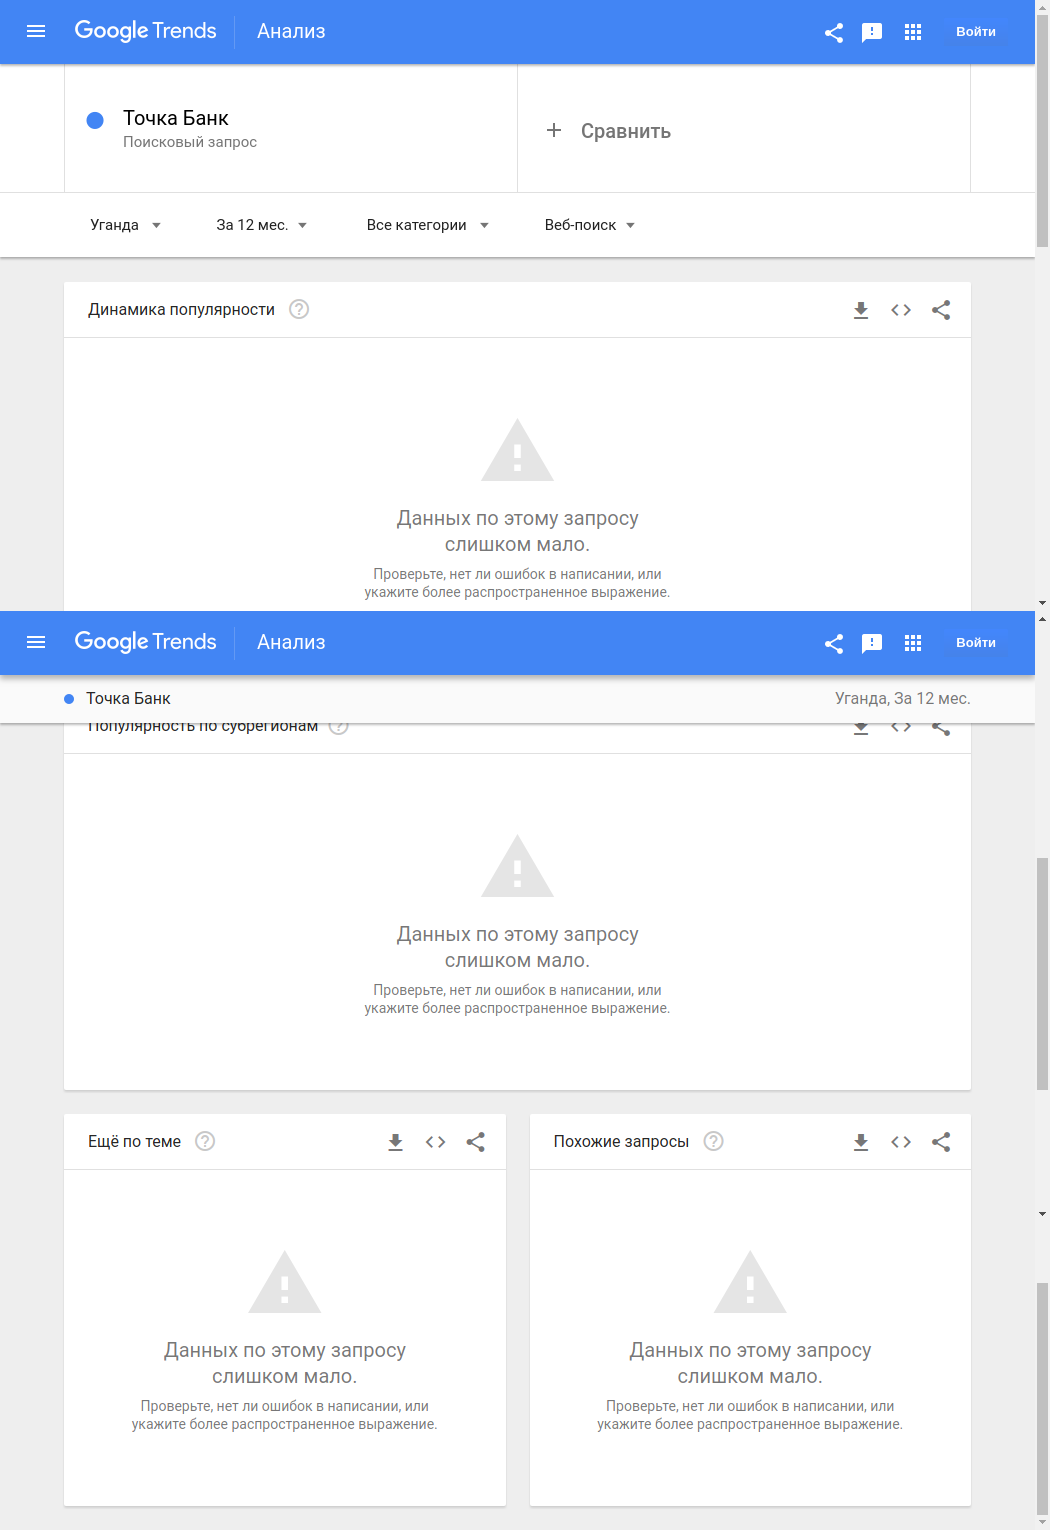 Google Trends Анализ Войти
Точка Банк
Поисковый запрос
Сравнить
Уганда За 12 мес. Все категории Веб-поиск
Динамика популярности
Данных по этому запросу
слишком мало.
Проверьте, нет ли ошибок в написании, или
укажите более распространенное выражение.
Google Trends Анализ Войти
Точка Банк Уганда, За 12 мес.
Популярность по субрегионам
Данных по этому запросу
слишком мало.
Проверьте, нет ли ошибок в написании, или
укажите более распространенное выражение.
Ещё по теме
Данных по этому запросу
слишком мало.
Проверьте, нет ли ошибок в написании, или
укажите более распространенное выражение.
Похожие запросы
Данных по этому запросу
слишком мало.
Проверьте, нет ли ошибок в написании, или
укажите более распространенное выражение.